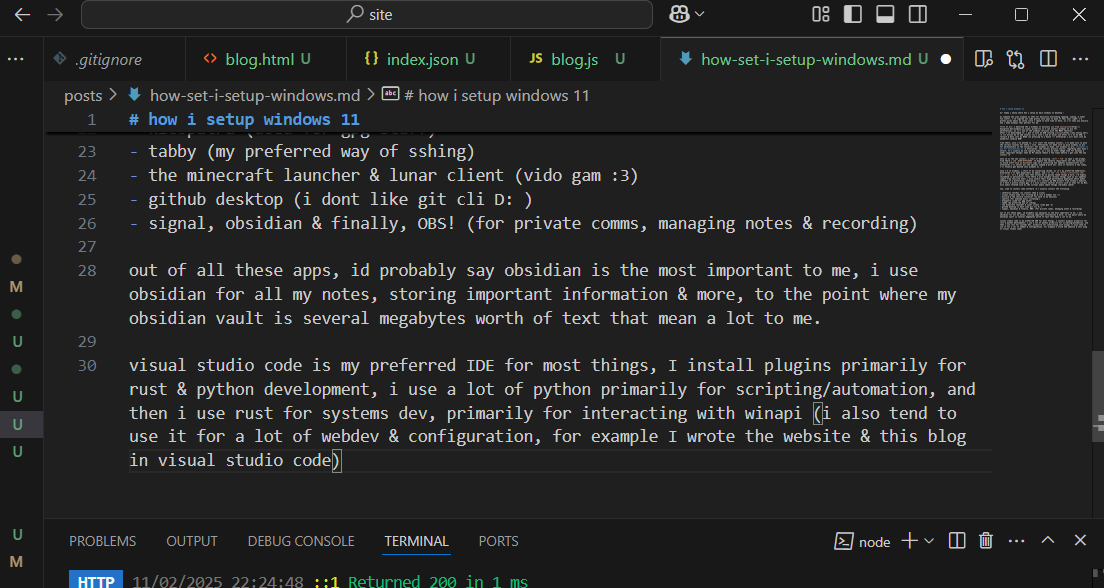 site
.gitignore
blog.html U
index.json U
JS blog.js U
how-set-i-setup-windows.md U
posts > how-set-i-setup-windows.md > abc # how i setup windows 11
1 # how i setup windows 11
23 - tabby (my preferred way of sshing)
24 - the minecraft launcher & lunar client (vido gam :3)
25 - github desktop (i dont like git cli D: )
26 - signal, obsidian & finally, OBS! (for private comms, managing notes & recording)
27
28 out of all these apps, id probably say obsidian is the most important to me, i use
obsidian for all my notes, storing important information & more, to the point where my
obsidian vault is several megabytes worth of text that mean a lot to me.
29
30 visual studio code is my preferred IDE for most things, I install plugins primarily for
rust & python development, i use a lot of python primarily for scripting/automation, and
then i use rust for systems dev, primarily for interacting with winapi (i also tend to
use it for a lot of webdev & configuration, for example I wrote the website & this blog
in visual studio code)
M
U
U
U
U
U
M
PROBLEMS OUTPUT DEBUG CONSOLE TERMINAL PORTS
node
HTTP 11/02/2025 22:24:48 ::1 Returned 200 in 1 ms